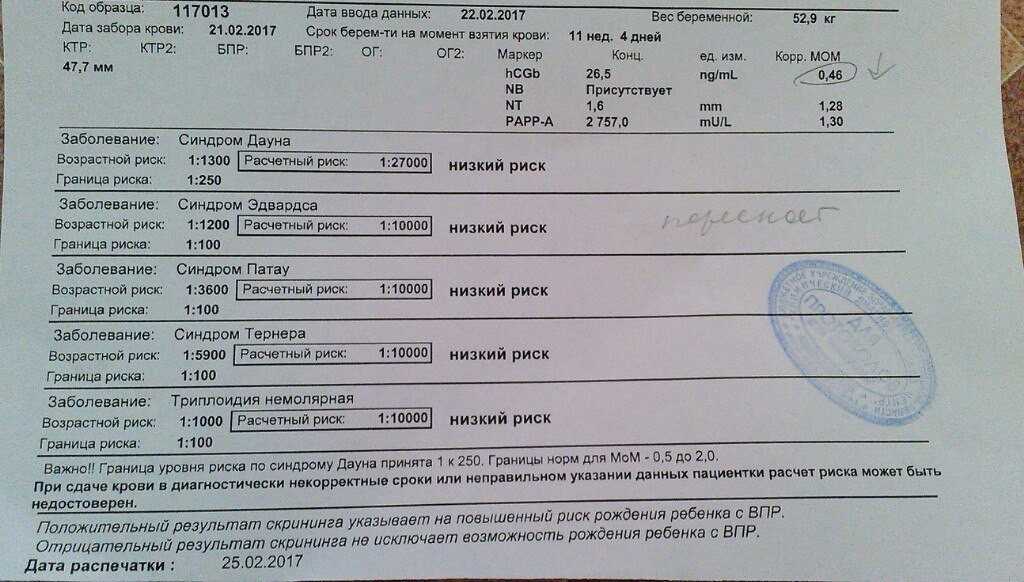 Код образца: 117013 Дата ввода данных: 22.02.2017 Вес беременной: 52,9 кг
Дата забора крови: 21.02.2017 Срок берем-ти на момент взятия крови: 11 нед. 4 дней
КТР: КТР2: БПР: БПР2: ОГ: ОГ2: Маркер Конц. ед. изм. Корр. МОМ
47,7 мм hCGb 26,5 ng/mL 0,46
NB Присутствует
NT 1,6 mm 1,28
PAPP-A 2 757,0 mU/L 1,30
Заболевание: Синдром Дауна
Возрастной риск: 1:1300 Расчетный риск: 1:27000 низкий риск
Граница риска: 1:250
Заболевание: Синдром Эдвардса
Возрастной риск: 1:1200 Расчетный риск: 1:10000 низкий риск
Граница риска: 1:100
Заболевание: Синдром Патау
Возрастной риск: 1:3600 Расчетный риск: 1:10000 низкий риск
Граница риска: 1:100
Заболевание: Синдром Тернера
Возрастной риск: 1:5900 Расчетный риск: 1:10000 низкий риск
Граница риска: 1:100
Заболевание: Триплоидия немолярная
Возрастной риск: 1:1000 Расчетный риск: 1:10000 низкий риск
Граница риска: 1:100
Важно!! Граница уровня риска по синдрому Дауна принята 1 к 250. Границы норм для МоМ - 0,5 до 2,0.
При сдаче крови в диагностически некорректные сроки или неправильном указании данных пациентки расчет риска может быть
недостоверен.
Положительный результат скрининга указывает на повышенный риск рождения ребенка с ВПР.
Отрицательный результат скрининга не исключает возможность рождения ребенка с ВПР.
Дата распечатки : 25.02.2017